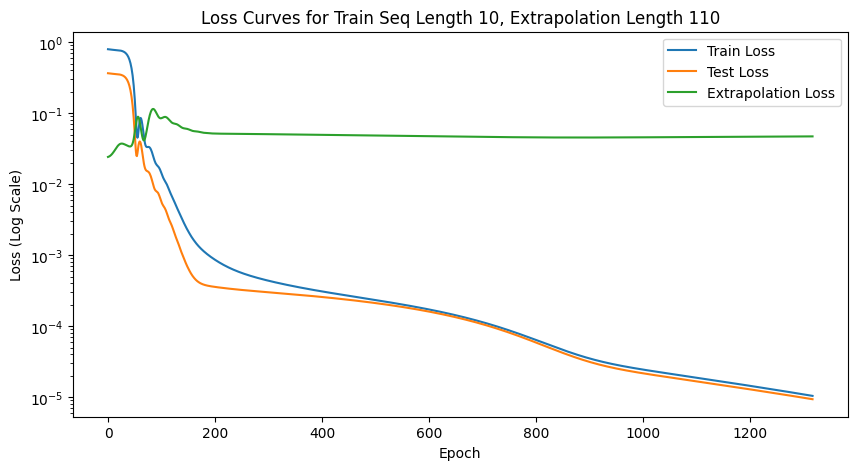 Loss Curves for Train Seq Length 10, Extrapolation Length 110
Train Loss
Test Loss
Extrapolation Loss
Loss (Log Scale)
10⁰
10⁻¹
10⁻²
10⁻³
10⁻⁴
10⁻⁵
0 200 400 600 800 1000 1200
Epoch